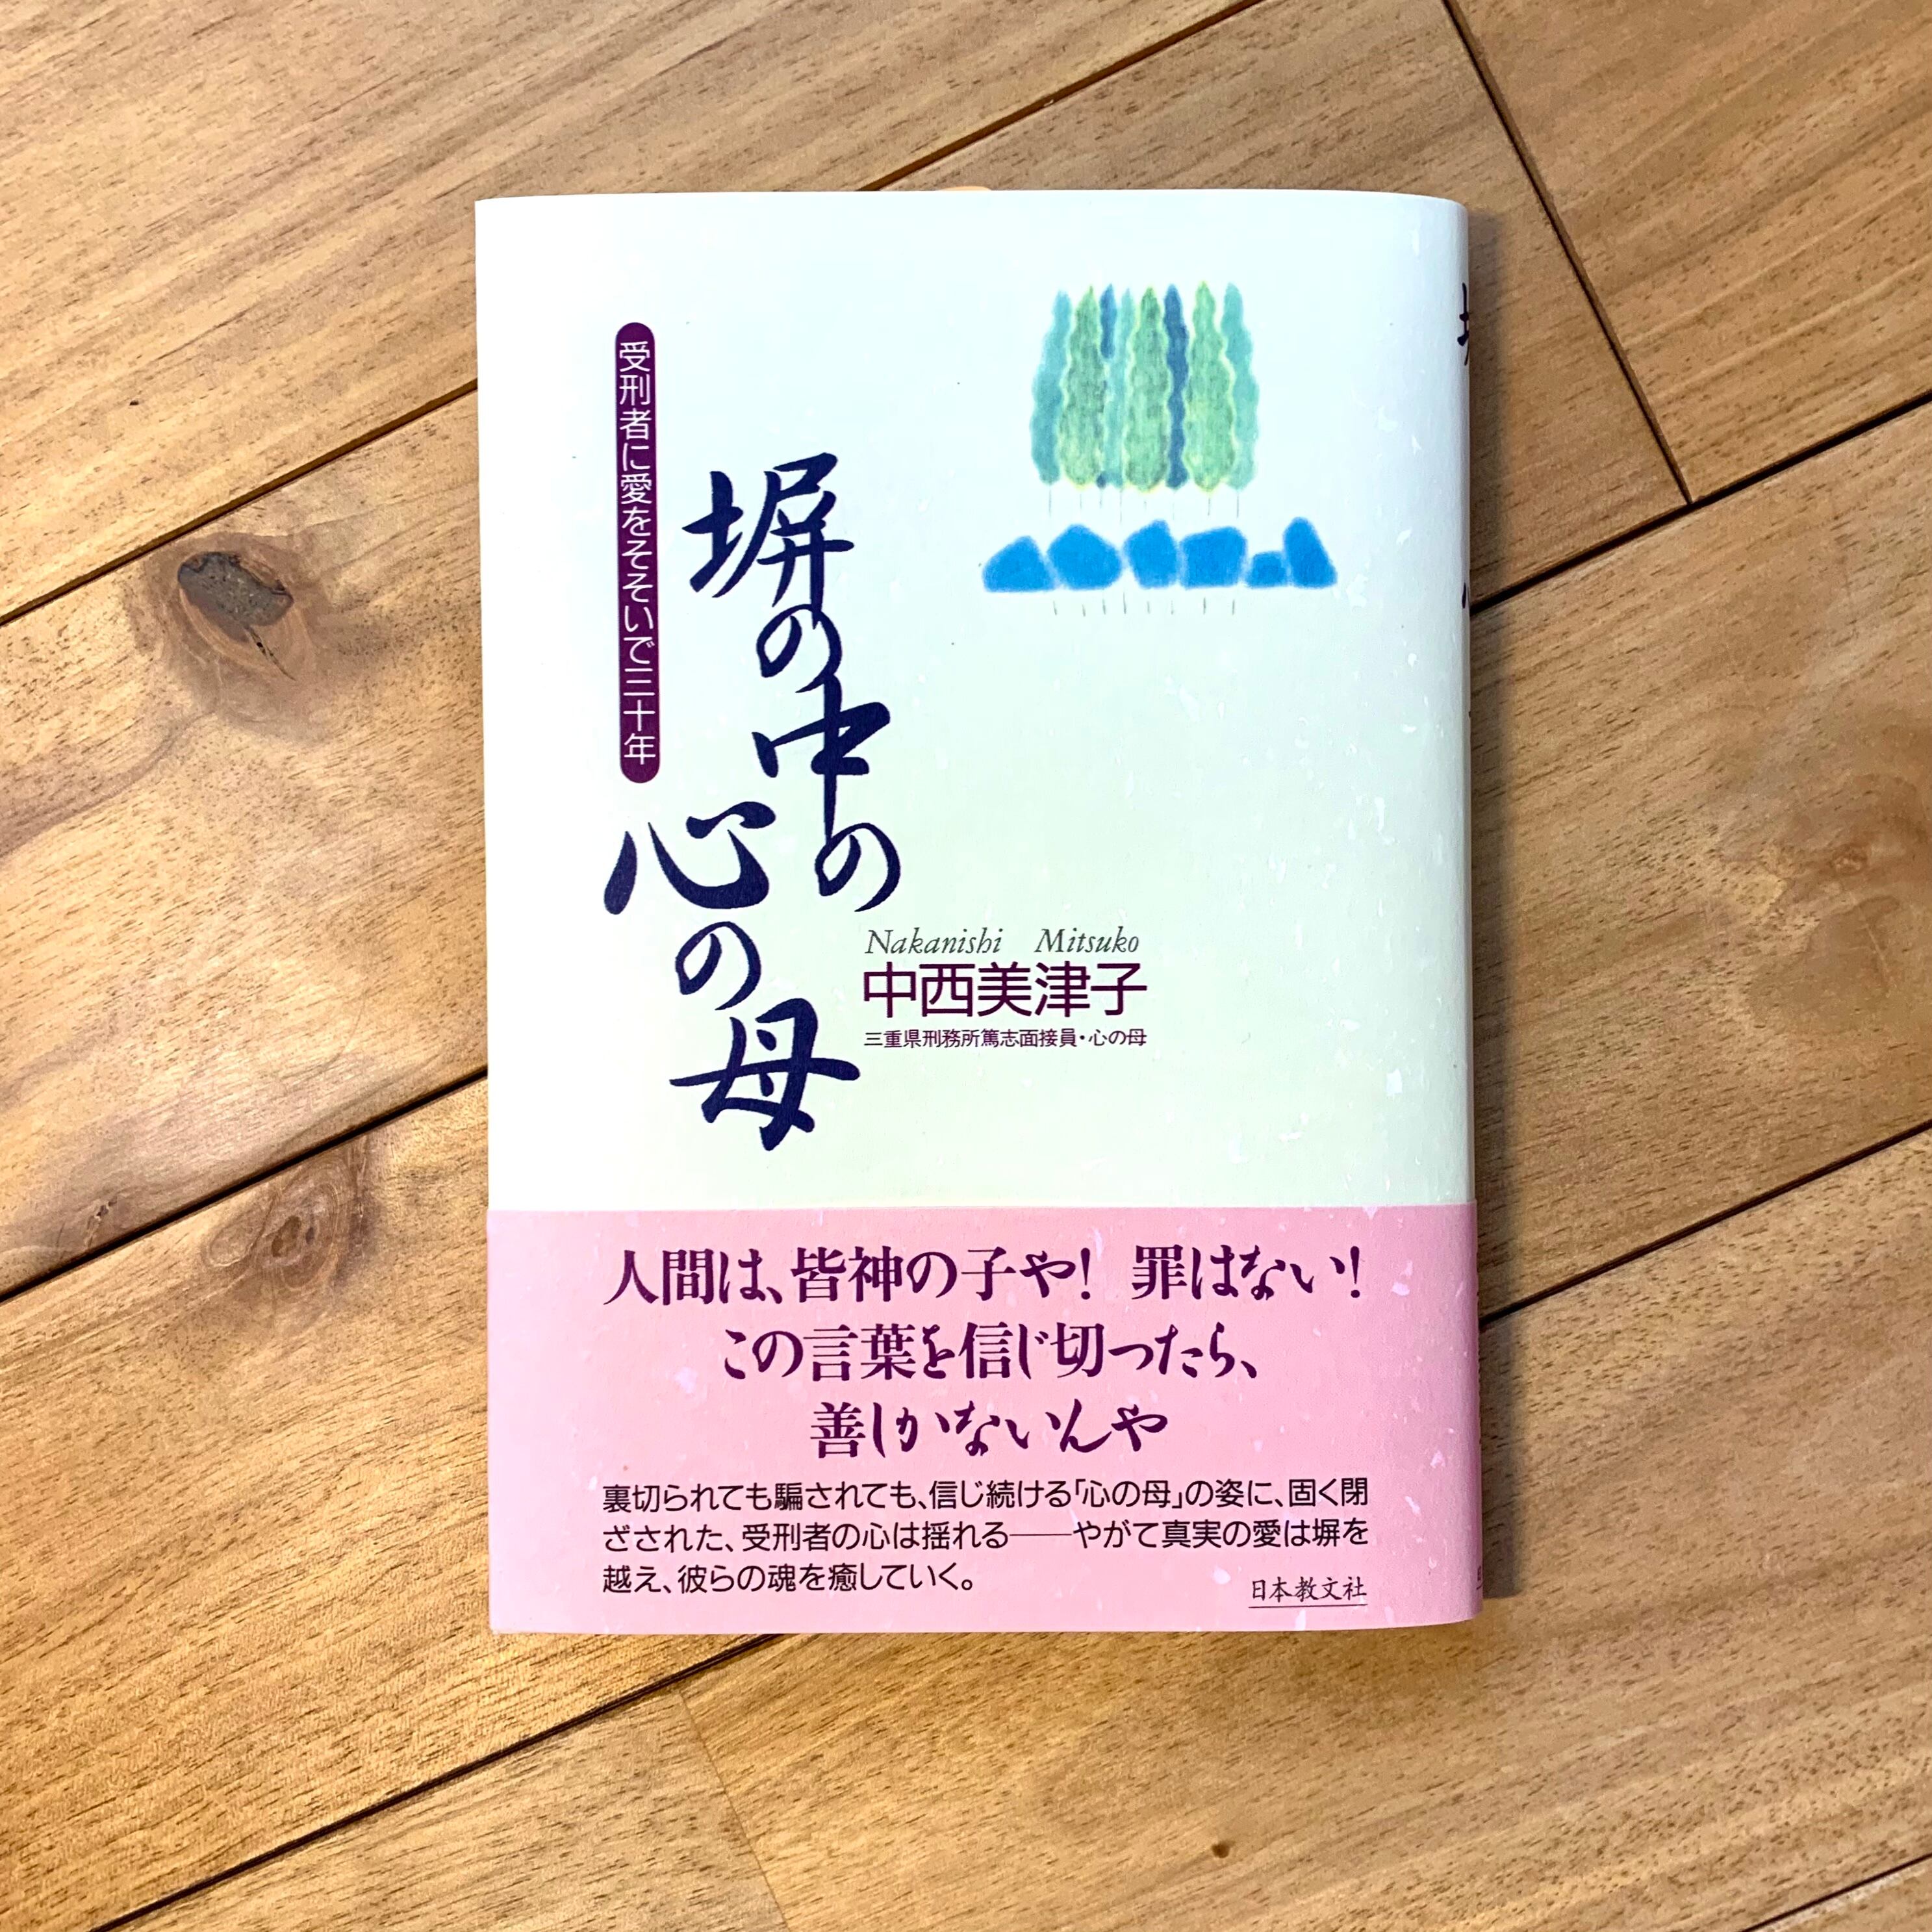 受刑者に愛をそそいで三十年
塀の中の
心の母
Nakanishi Mitsuko
中西美津子
三重県刑務所篤志面接員・心の母
人間は、皆神の子や! 罪はない!
この言葉を信じ切ったら、
善しかないんや
裏切られても騙されても、信じ続ける「心の母」の姿に、固く閉
ざされた、受刑者の心は揺れる――やがて真実の愛は塀を
越え、彼らの魂を癒していく。
日本教文社